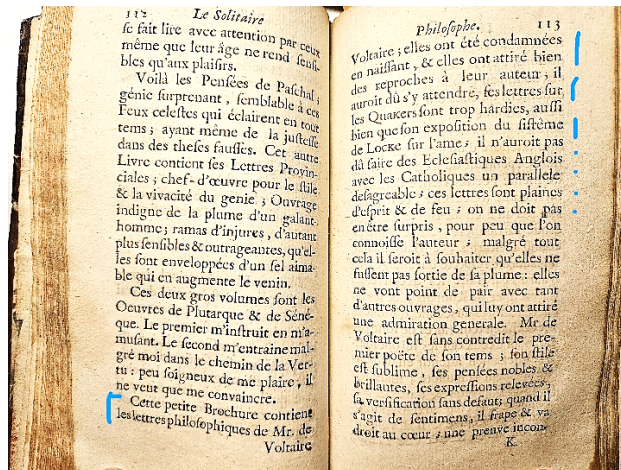 112 Le Solitaire
se fait lire avec attention par ceux
même que leur âge ne rend sensi-
bles qu'aux plaisirs.
Voilà les Pensées de Paschal ;
génie surprenant, semblable à ces
Feux celestes qui éclairent en tout
tems ; ayant même de la justesse
dans des theses fausses. Cet autre
Livre contient ses Lettres Provin-
ciales ; chef-d'œuvre pour le stile
& la vivacité du genie ; Ouvrage
indigne de la plume d'un galant-
homme ; ramas d'injures, d'autant
plus sensibles & outrageantes, qu'el-
les sont enveloppées d'un sel aima-
ble qui en augmente le venin.
Ces deux gros volumes sont les
Oeuvres de Plutarque & de Séné-
que. Le premier m'instruit en m'a-
musant. Le second m'entraine mal-
gré moi dans le chemin de la Ver-
tu : peu soigneux de me plaire, il
ne veut que me convaincre.
Cette petite Brochure contient
les lettres philosophiques de Mr. de
Voltaire
Philosophe. 113
Voltaire ; elles ont été condamnées
en naissant, & elles ont attiré bien
des reproches à leur auteur ; il
auroit dû s'y attendre, ses lettres sur
les Quakers sont trop hardies, aussi
bien que son exposition du sistême
de Locke sur l'ame ; il n'auroit pas
dû faire des Eclesiastiques Anglois
avec les Catholiques un parallele
desagreable ; ces lettres sont plaines
d'esprit & de feu ; on ne doit pas
en être surpris, pour peu que l'on
connoisse l'auteur ; malgré tout
cela il seroit à souhaiter qu'elles ne
fussent pas sortie de sa plume : elles
ne vont point de pair avec tant
d'autres ouvrages, qui luy ont attiré
une admiration generale. Mr de
Voltaire est sans contredit le pre-
mier poëte de son tems ; son stile
est sublime, ses pensées nobles &
brillantes, ses expressions relevées,
sa versification sans defaut ; quand il
s'agit de sentimens, il frape & va
droit au cœur ; une preuve incon-
K